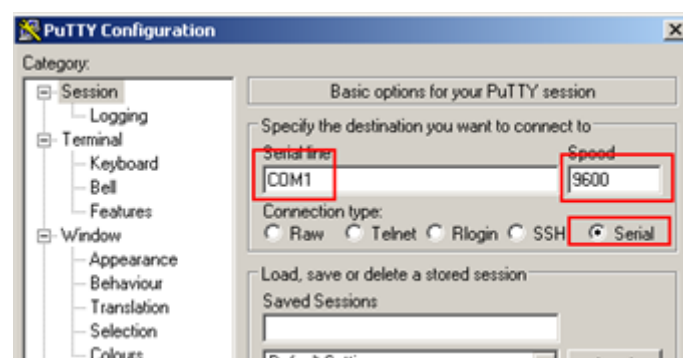 PuTTY Configuration
Category:
Session
Logging
Terminal
Keyboard
Bell
Features
Window
Appearance
Behaviour
Translation
Selection
Colours
Basic options for your PuTTY session
Specify the destination you want to connect to
Serial line
Speed
COM1
9600
Connection type:
Raw
Telnet
Rlogin
SSH
Serial
Load, save or delete a stored session
Saved Sessions